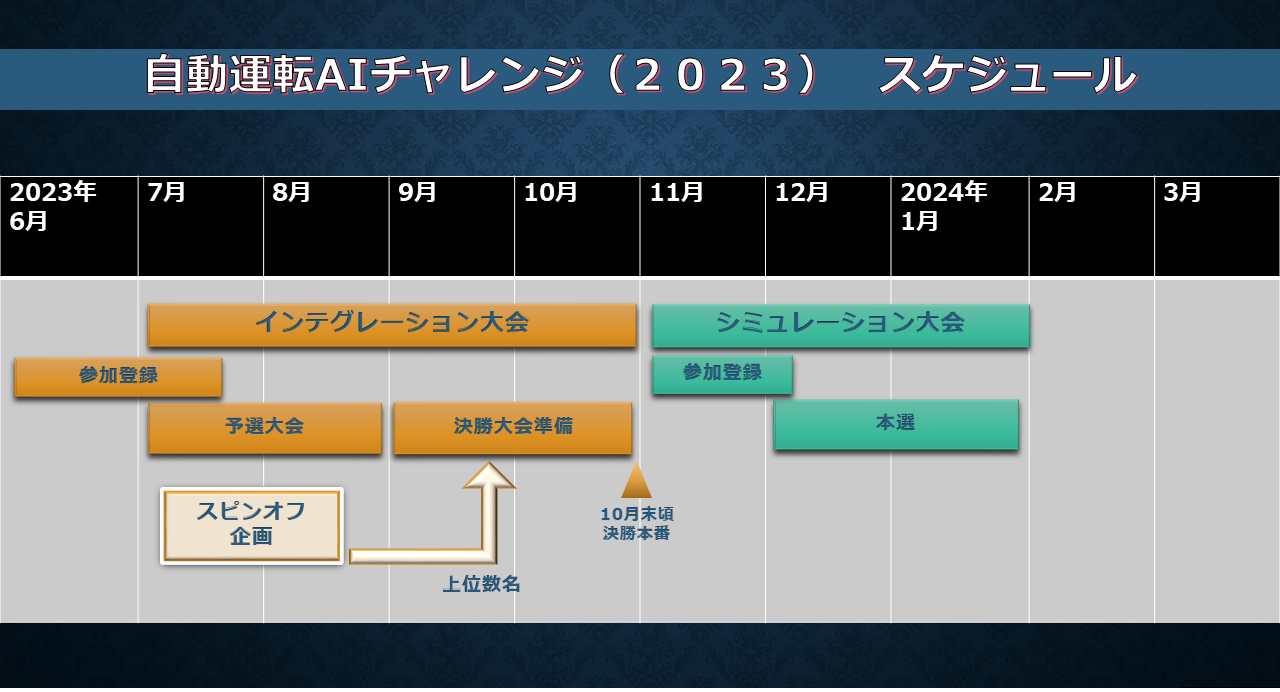 自動運転AIチャレンジ（２０２３）　スケジュール
2023年
6月
7月
8月
9月
10月
11月
12月
2024年
1月
2月
3月
インテグレーション大会
シミュレーション大会
参加登録
参加登録
予選大会
決勝大会準備
本選
スピンオフ
企画
10月末頃
決勝本番
上位数名